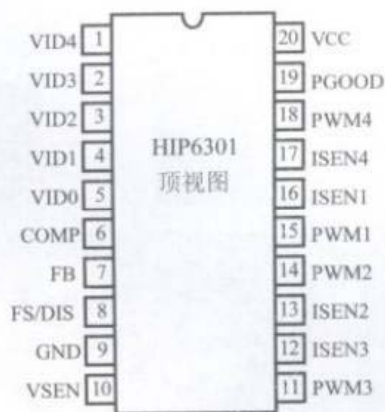 VID4 1
VID3 2
VID2 3
VID1 4
VID0 5
COMP 6
FB 7
FS/DIS 8
GND 9
VSEN 10
HIP6301
顶视图
20 VCC
19 PGOOD
18 PWM4
17 ISEN4
16 ISEN1
15 PWM1
14 PWM2
13 ISEN2
12 ISEN3
11 PWM3